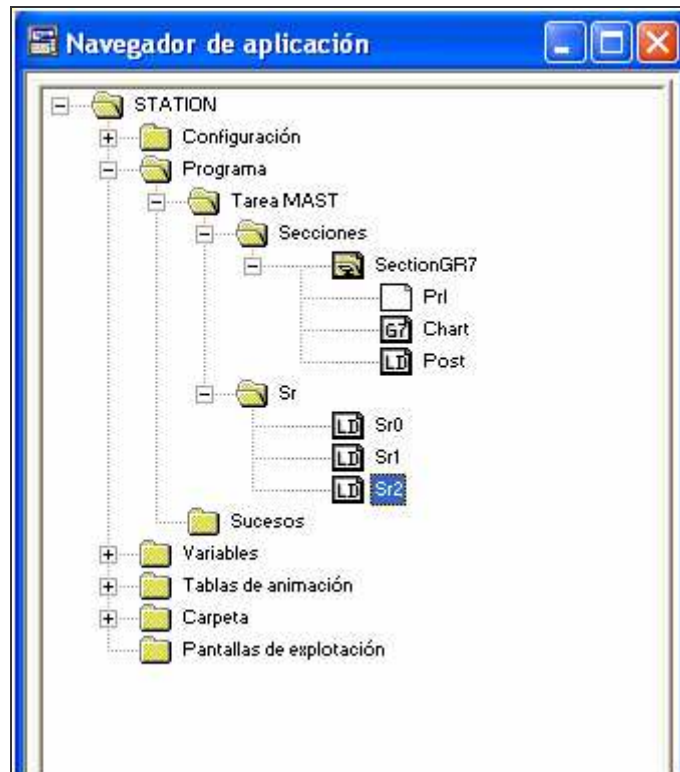 Navegador de aplicación
STATION
Configuración
Programa
Tarea MAST
Secciones
SectionGR7
Prl
G7 Chart
LD Post
Sr
LD Sr0
LD Sr1
LD Sr2
Sucesos
Variables
Tablas de animación
Carpeta
Pantallas de explotación